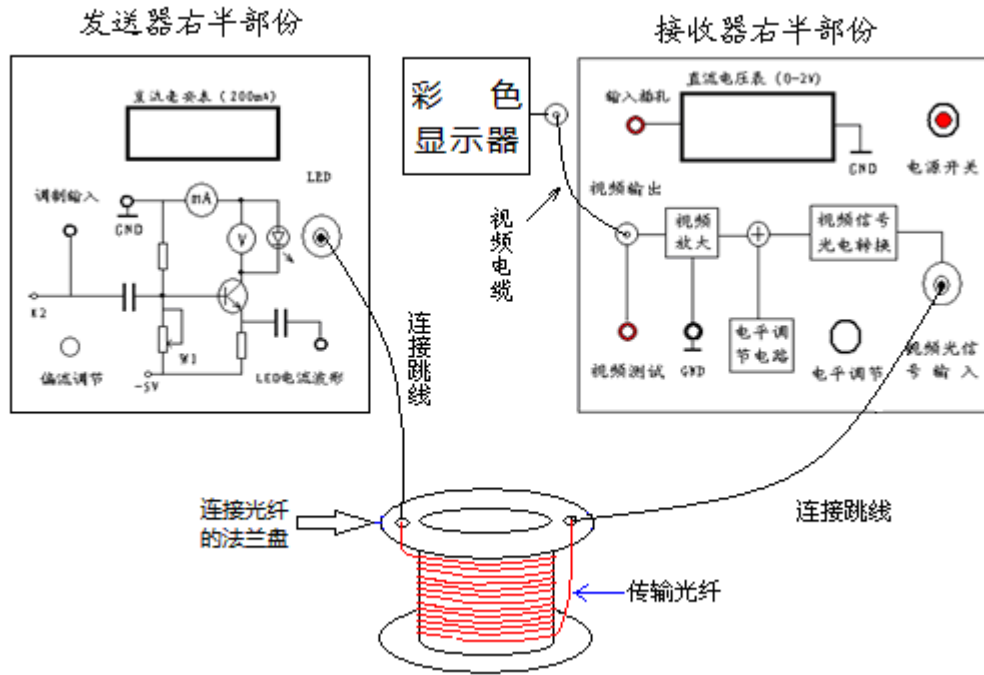 发送器右半部份
接收器右半部份
直流毫安表(200mA)
LED
调制输入
mA
GND
V
K2
W1
偏流调节
-5V
LED电流波形
彩 色
显示器
视频电缆
直流电压表(0-2V)
输入插孔
GND
电源开关
视频输出
视频
放大
视频信号
光电转换
电平调
节电路
视频测试
GND
电平调节
视频光信
号输入
连接跳线
连接跳线
连接光纤
的法兰盘
传输光纤